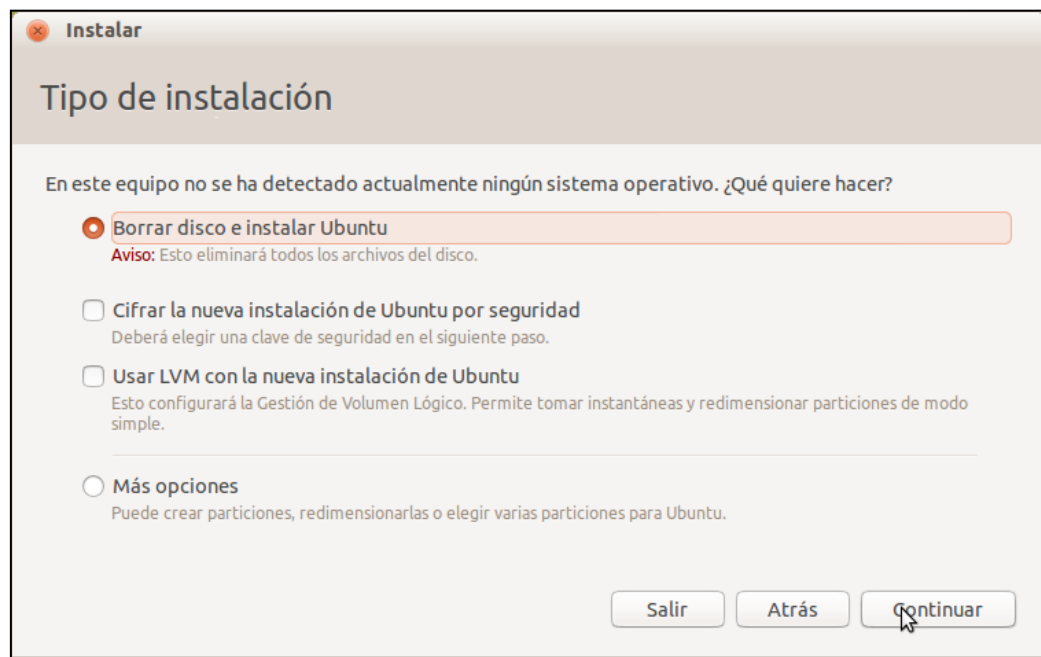 Instalar
Tipo de instalación
En este equipo no se ha detectado actualmente ningún sistema operativo. ¿Qué quiere hacer?
Borrar disco e instalar Ubuntu
Aviso: Esto eliminará todos los archivos del disco.
Cifrar la nueva instalación de Ubuntu por seguridad
Deberá elegir una clave de seguridad en el siguiente paso.
Usar LVM con la nueva instalación de Ubuntu
Esto configurará la Gestión de Volumen Lógico. Permite tomar instantáneas y redimensionar particiones de modo
simple.
Más opciones
Puede crear particiones, redimensionarlas o elegir varias particiones para Ubuntu.
Salir Atrás Continuar